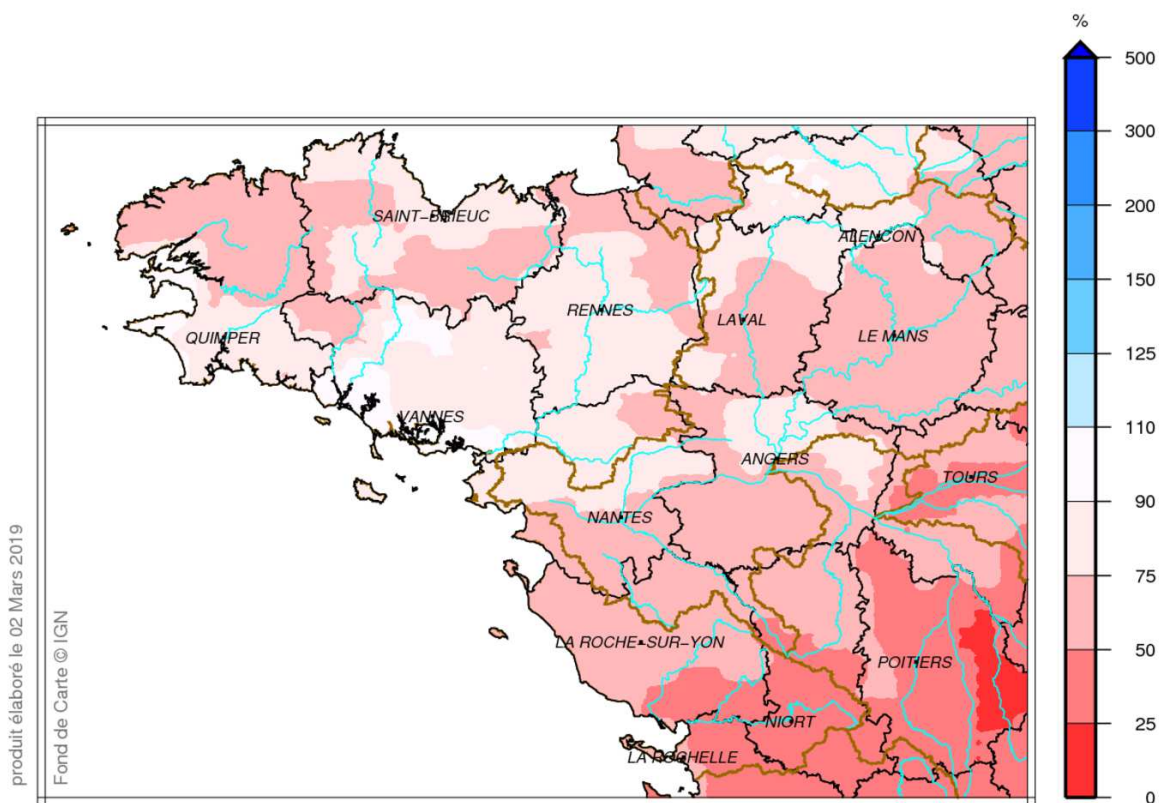 %
500
300
200
150
125
110
90
75
50
25
0
SAINT-BRIEUC
ALENCON
RENNES
LAVAL
LE MANS
QUIMPER
VANNES
ANGERS
TOURS
NANTES
LA ROCHE-SUR-YON
POITIERS
NIORT
LA ROCHELLE
produit élaboré le 02 Mars 2019
Fond de Carte © IGN